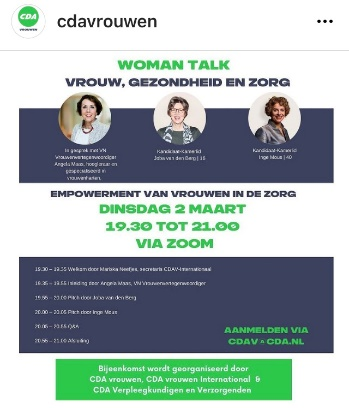 CDA
VROUWEN
cdavrouwen
WOMAN TALK
VROUW, GEZONDHEID EN ZORG
In gesprek met VN
Vrouwenvertegenwoordiger
Angela Maas, hoogleraar en
gespecialiseerd in
vrouwenharten.
Kandidaat-Kamerlid
Joba van den Berg | 16
Kandidaat-Kamerlid
Inge Mous | 40
EMPOWERMENT VAN VROUWEN IN DE ZORG
DINSDAG 2 MAART
19.30 TOT 21.00
VIA ZOOM
19.30 – 19.35 Welkom door Mariska Neefjes, secretaris CDAV-Internationaal
19.35 – 19.55 Inleiding door Angela Maas, VN Vrouwenvertegenwoordiger
19.55 – 20.00 Pitch door Joba van den Berg
20.00 – 20.05 Pitch door Inge Mous
20.05 – 20.55 Q&A
20.55 – 21.00 Afsluiting
AANMELDEN VIA
CDAV @ CDA.NL
Bijeenkomst wordt georganiseerd door
CDA vrouwen, CDA vrouwen International &
CDA Verpleegkundigen en Verzorgenden